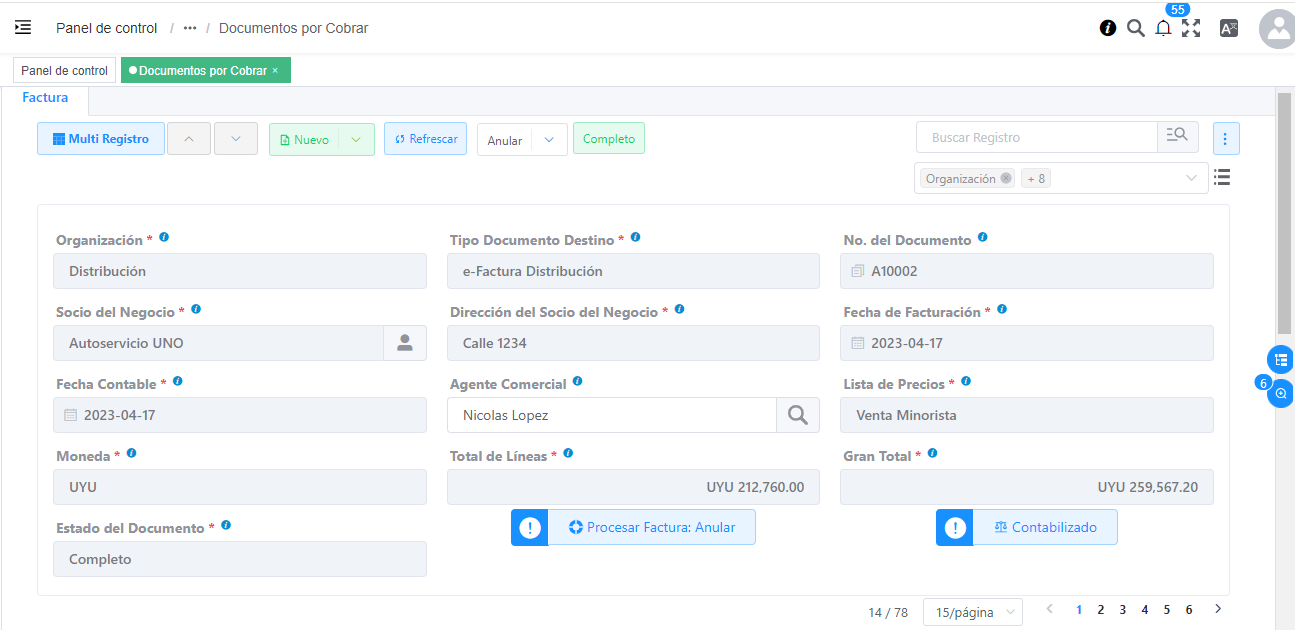 Panel de control / ••• / Documentos por Cobrar
55
Panel de control
Documentos por Cobrar ×
Factura
Multi Registro
Nuevo
Refrescar
Anular
Completo
Buscar Registro
Organización
+ 8
Organización *
Tipo Documento Destino *
No. del Documento
Distribución
e-Factura Distribución
A10002
Socio del Negocio *
Dirección del Socio del Negocio *
Fecha de Facturación *
Autoservicio UNO
Calle 1234
2023-04-17
Fecha Contable *
Agente Comercial
Lista de Precios *
2023-04-17
Nicolas Lopez
Venta Minorista
6
Moneda *
Total de Líneas *
Gran Total *
UYU
UYU 212,760.00
UYU 259,567.20
Estado del Documento *
Procesar Factura: Anular
Contabilizado
Completo
14 / 78
15/página
1 2 3 4 5 6